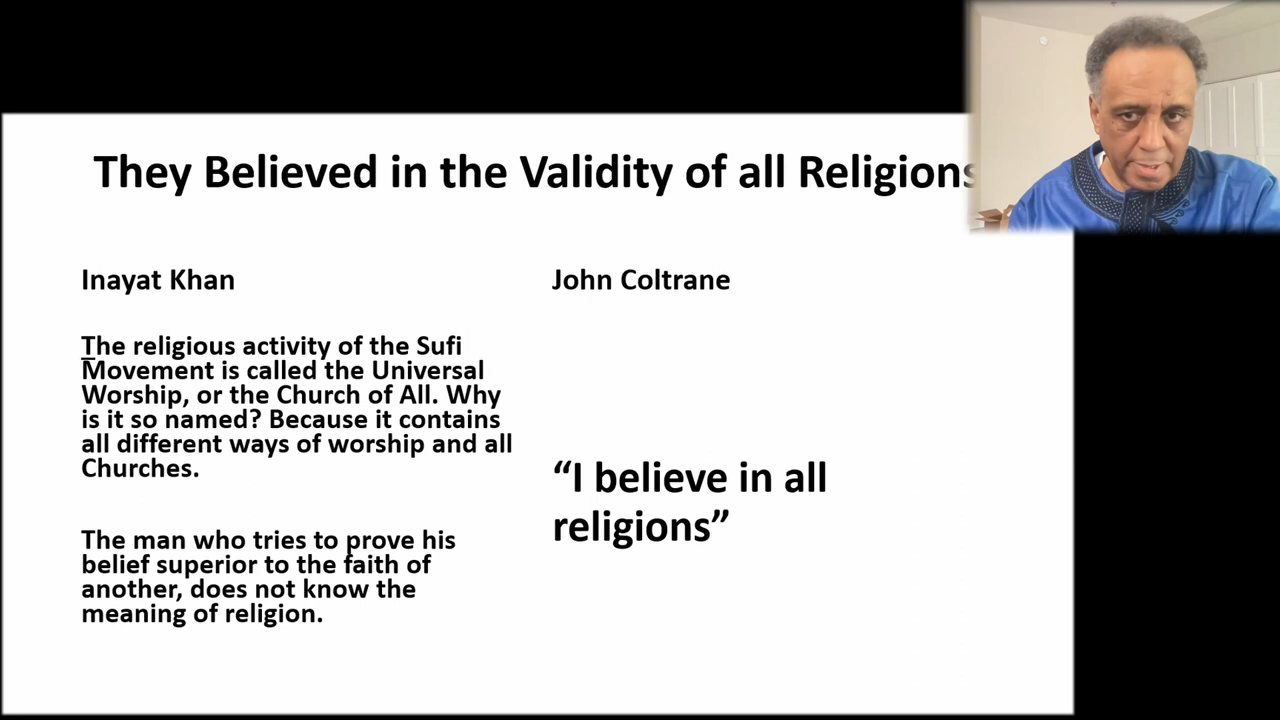 They Believed in the Validity of all Religions
Inayat Khan
The religious activity of the Sufi
Movement is called the Universal
Worship, or the Church of All. Why
is it so named? Because it contains
all different ways of worship and all
Churches.
The man who tries to prove his
belief superior to the faith of
another, does not know the
meaning of religion.
John Coltrane
“I believe in all
religions”